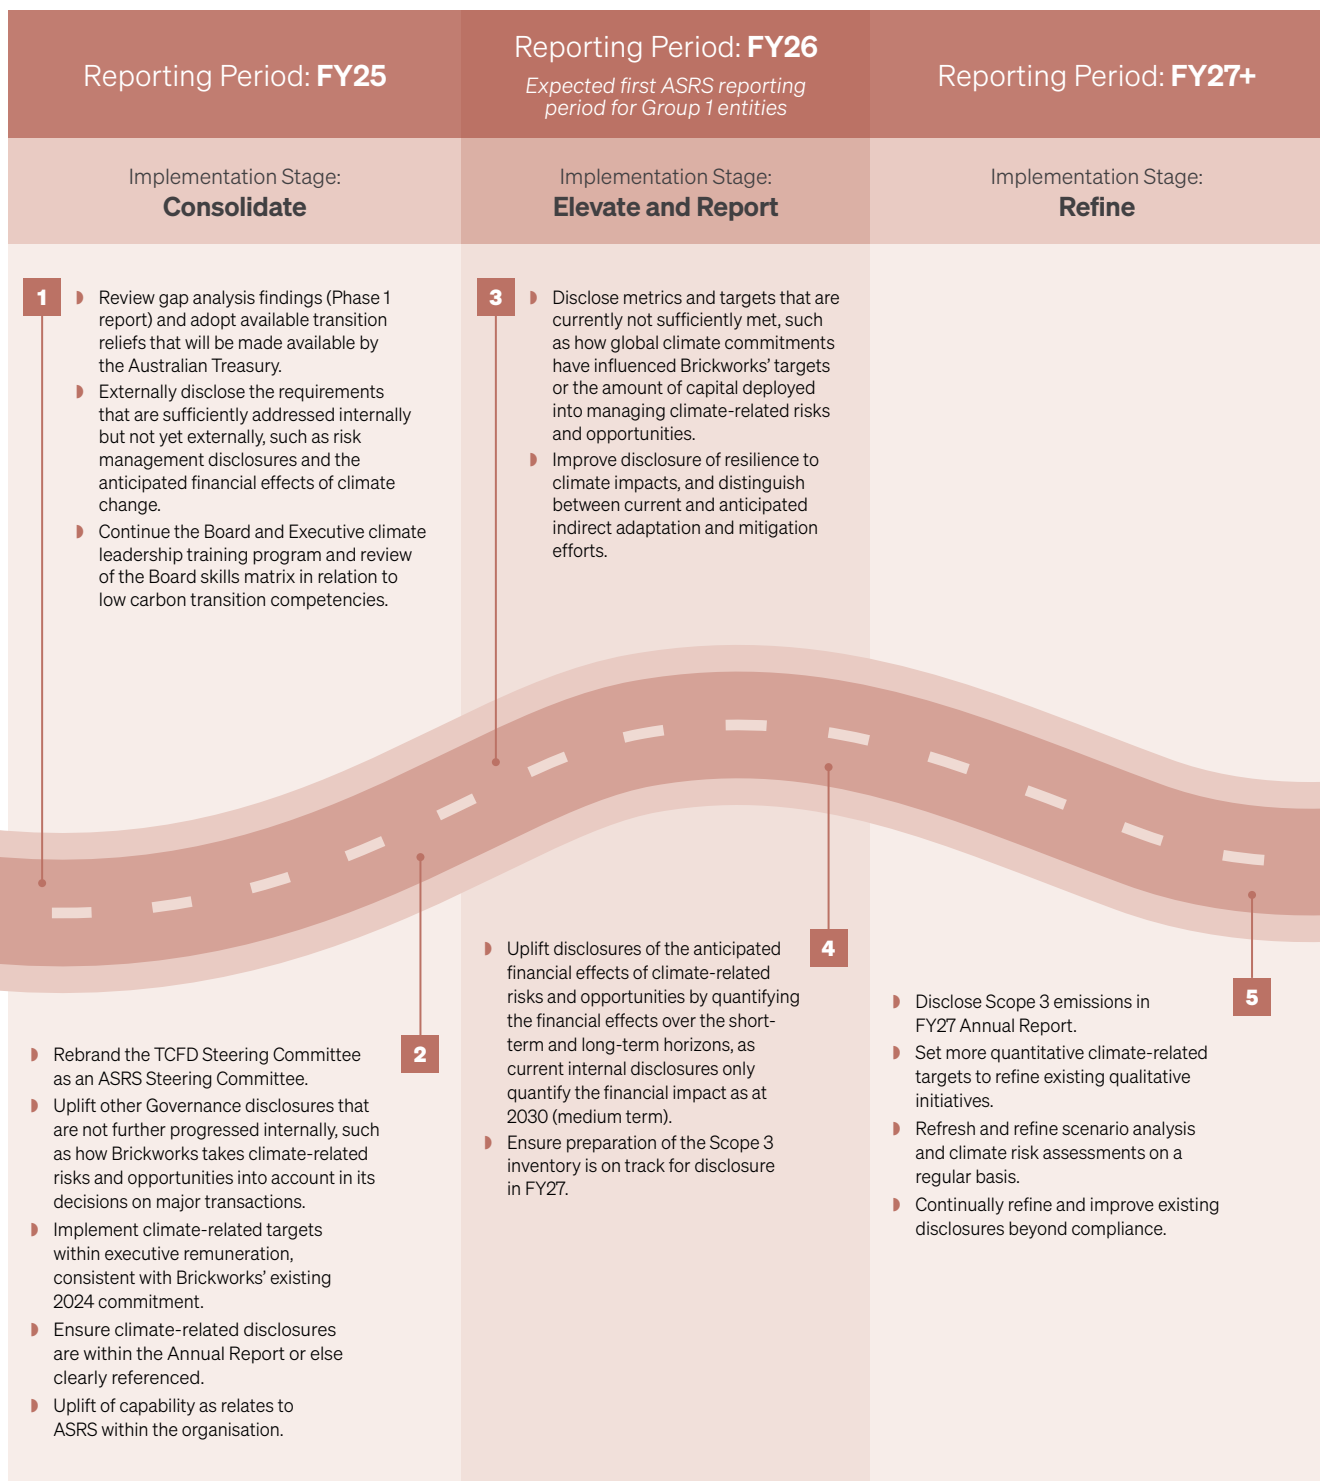 Reporting Period: FY25
Implementation Stage:
Consolidate
1
Review gap analysis findings (Phase 1
report) and adopt available transition
reliefs that will be made available by
the Australian Treasury.
Externally disclose the requirements
that are sufficiently addressed internally
but not yet externally, such as risk
management disclosures and the
anticipated financial effects of climate
change.
Continue the Board and Executive climate
leadership training program and review
of the Board skills matrix in relation to
low carbon transition competencies.
2
Rebrand the TCFD Steering Committee
as an ASRS Steering Committee.
Uplift other Governance disclosures that
are not further progressed internally, such
as how Brickworks takes climate-related
risks and opportunities into account in its
decisions on major transactions.
Implement climate-related targets
within executive remuneration,
consistent with Brickworks’ existing
2024 commitment.
Ensure climate-related disclosures
are within the Annual Report or else
clearly referenced.
Uplift of capability as relates to
ASRS within the organisation.
Reporting Period: FY26
Expected first ASRS reporting
period for Group 1 entities
Implementation Stage:
Elevate and Report
3
Disclose metrics and targets that are
currently not sufficiently met, such
as how global climate commitments
have influenced Brickworks’ targets
or the amount of capital deployed
into managing climate-related risks
and opportunities.
Improve disclosure of resilience to
climate impacts, and distinguish
between current and anticipated
indirect adaptation and mitigation
efforts.
4
Uplift disclosures of the anticipated
financial effects of climate-related
risks and opportunities by quantifying
the financial effects over the short-
term and long-term horizons, as
current internal disclosures only
quantify the financial impact as at
2030 (medium term).
Ensure preparation of the Scope 3
inventory is on track for disclosure
in FY27.
Reporting Period: FY27+
Implementation Stage:
Refine
5
Disclose Scope 3 emissions in
FY27 Annual Report.
Set more quantitative climate-related
targets to refine existing qualitative
initiatives.
Refresh and refine scenario analysis
and climate risk assessments on a
regular basis.
Continually refine and improve existing
disclosures beyond compliance.